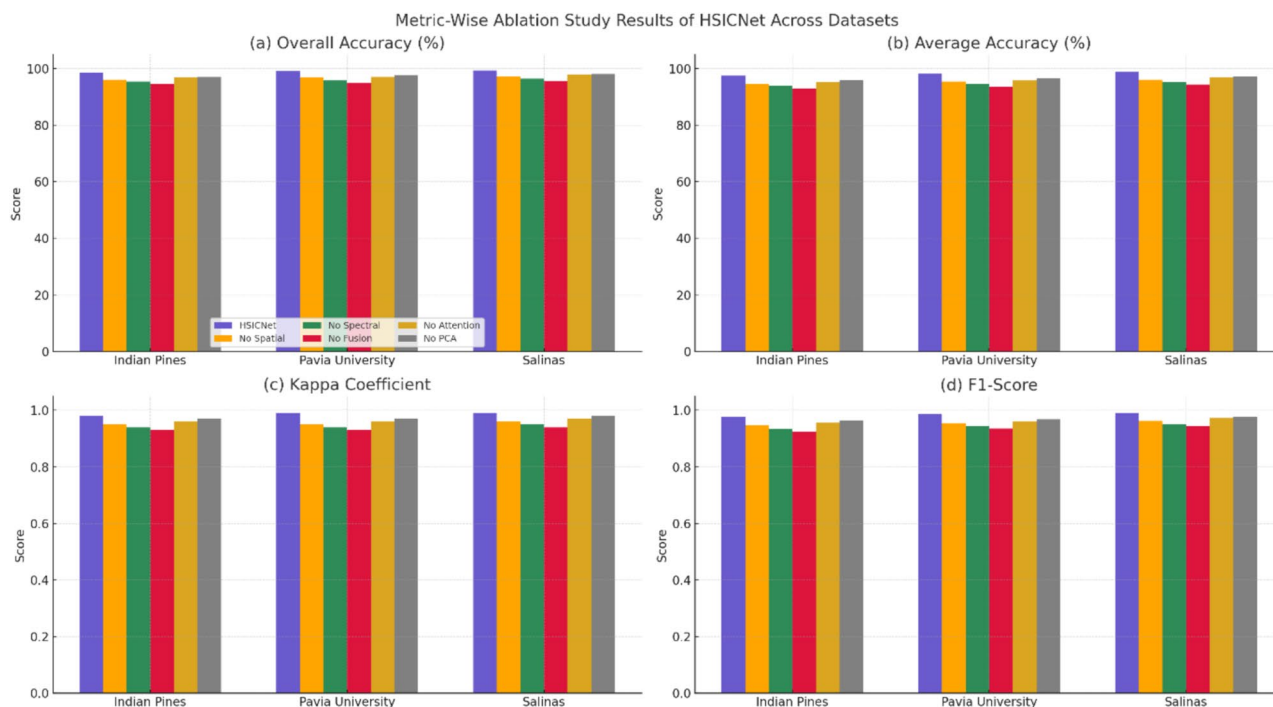 Metric-Wise Ablation Study Results of HSICNet Across Datasets
(a) Overall Accuracy (%)
100
80
60
40
20
0
Score
HSICNet
No Spatial
No Spectral
No Fusion
No Attention
No PCA
Indian Pines
Pavia University
Salinas
(b) Average Accuracy (%)
100
80
60
40
20
0
Score
Indian Pines
Pavia University
Salinas
(c) Kappa Coefficient
1.0
0.8
0.6
0.4
0.2
0.0
Score
Indian Pines
Pavia University
Salinas
(d) F1-Score
1.0
0.8
0.6
0.4
0.2
0.0
Score
Indian Pines
Pavia University
Salinas